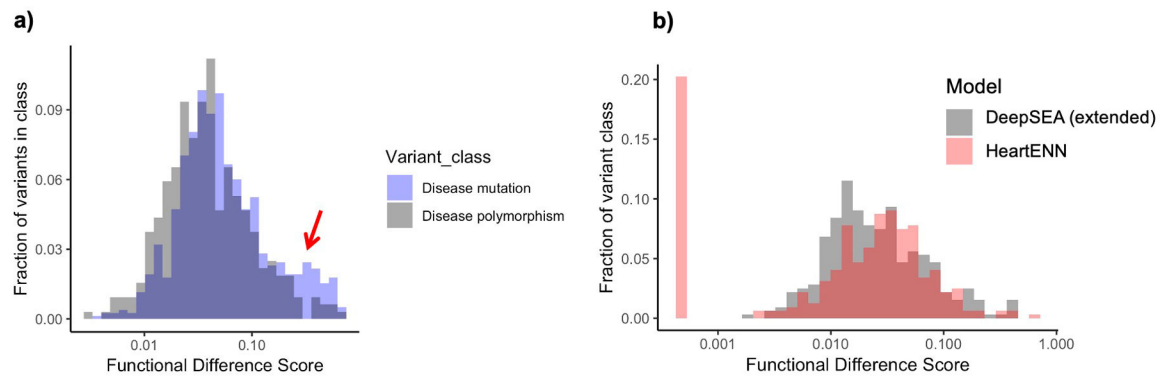 a)
Fraction of variants in class
0.09
0.06
0.03
0.00
0.01
0.10
Functional Difference Score
Variant_class
Disease mutation
Disease polymorphism
b)
Fraction of variant class
0.20
0.15
0.10
0.05
0.00
0.001
0.010
0.100
1.000
Functional Difference Score
Model
DeepSEA (extended)
HeartENN